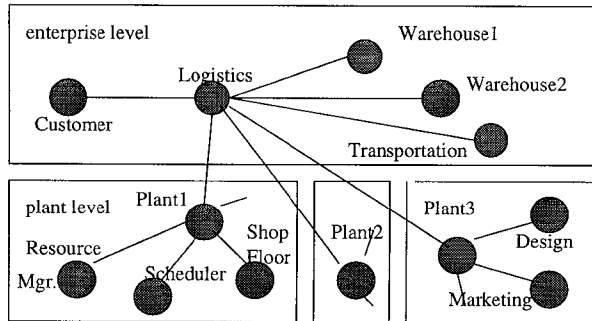 enterprise level
Warehouse1
Logistics
Warehouse2
Customer
Transportation
plant level
Plant1
Plant2
Plant3
Resource
Mgr.
Scheduler
Shop
Floor
Design
Marketing